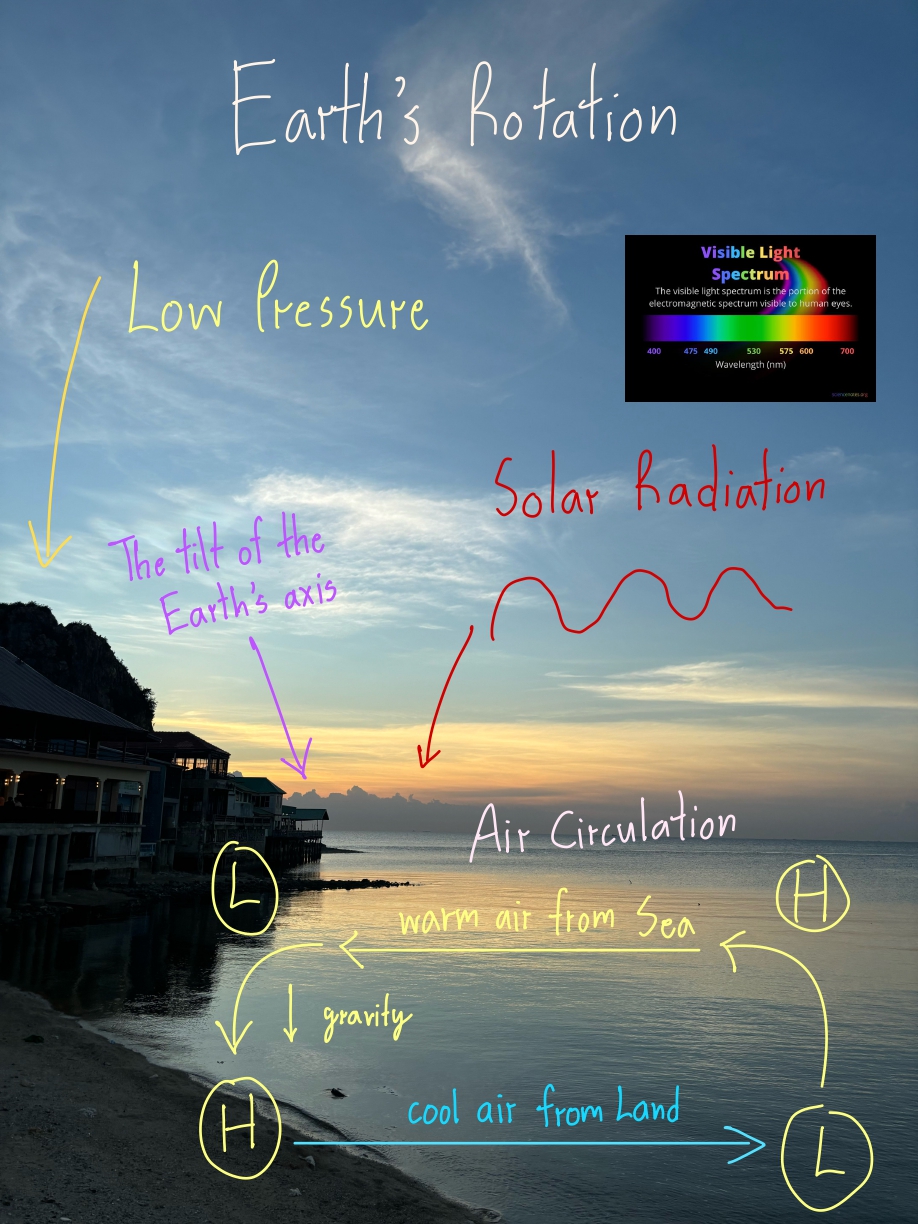 Earth's Rotation
Low Pressure
Visible Light
Spectrum
The visible light spectrum is the portion of the
electromagnetic spectrum visible to human eyes.
400 475 490 530 575 600 700
Wavelength (nm)
sciencenotes.org
Solar Radiation
The tilt of the
Earth's axis
Air Circulation
L
H
warm air from Sea
gravity
cool air from Land
H
L